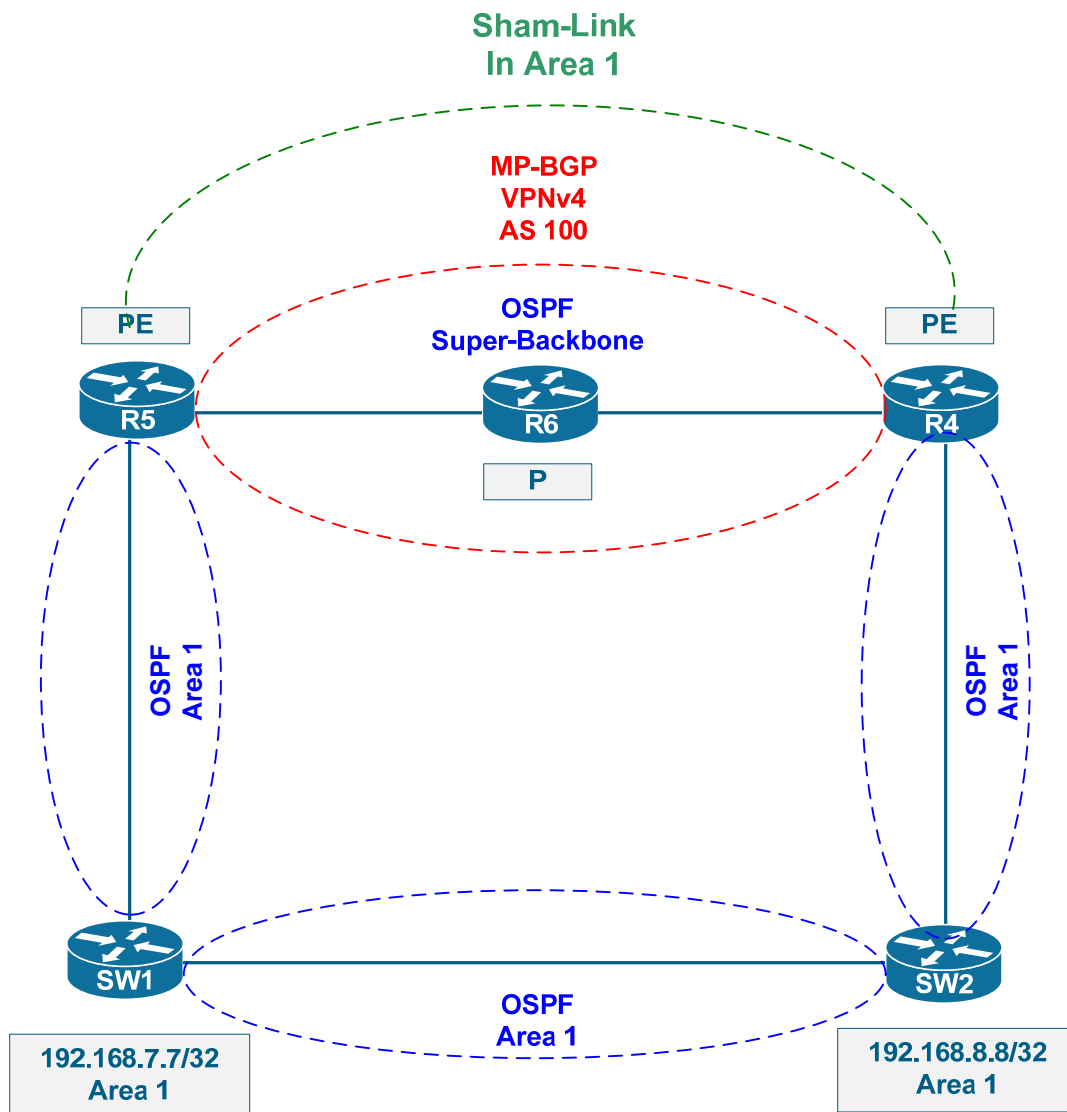 Sham-Link
In Area 1
MP-BGP
VPNv4
AS 100
PE
OSPF
Super-Backbone
PE
R5
R6
R4
P
OSPF
Area 1
OSPF
Area 1
SW1
SW2
OSPF
Area 1
192.168.7.7/32
Area 1
192.168.8.8/32
Area 1